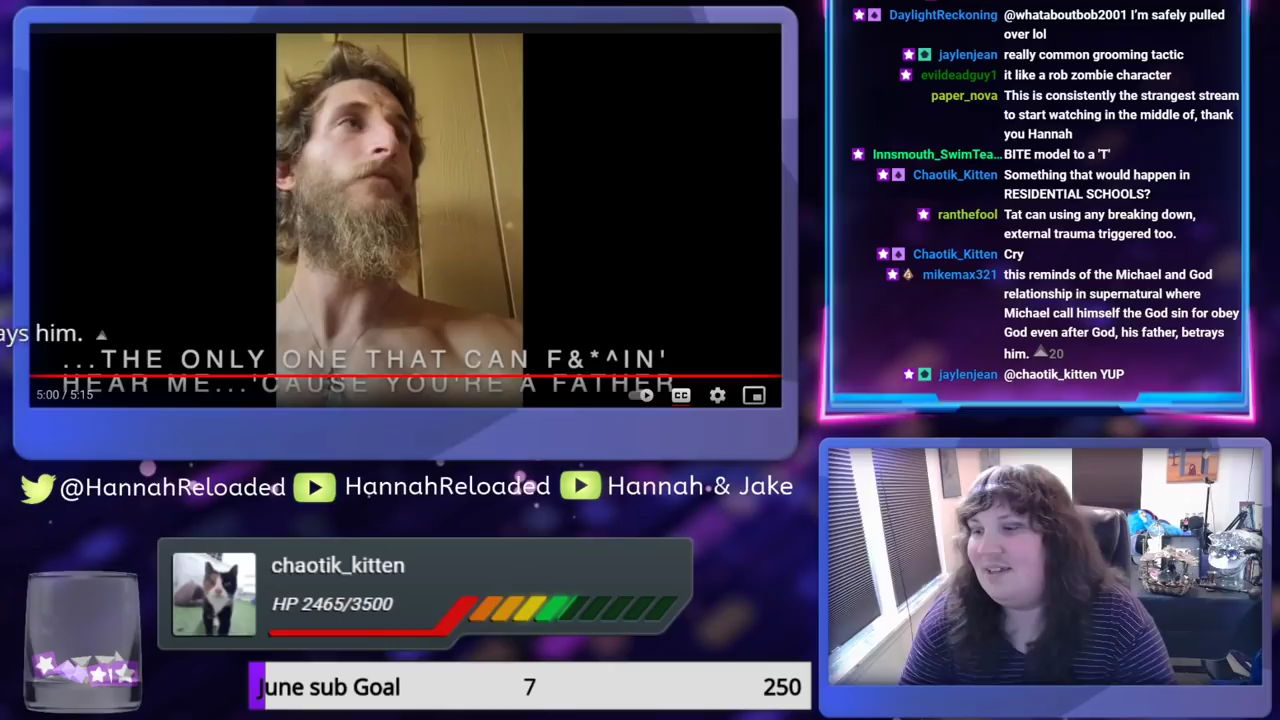 ays him.
...THE ONLY ONE THAT CAN F&*^IN'
HEAR ME...'CAUSE YOU'RE A FATHER
5:00 / 5:15
CC
DaylightReckoning @whataboutbob2001 I'm safely pulled
over lol
jaylenjean really common grooming tactic
evildeadguy1 it like a rob zombie character
paper_nova This is consistently the strangest stream
to start watching in the middle of, thank
you Hannah
Innsmouth_SwimTea... BITE model to a 'T'
Chaotik_Kitten Something that would happen in
RESIDENTIAL SCHOOLS?
ranthefool Tat can using any breaking down,
external trauma triggered too.
Chaotik_Kitten Cry
mikemax321 this reminds of the Michael and God
relationship in supernatural where
Michael call himself the God sin for obey
God even after God, his father, betrays
him. 20
jaylenjean @chaotik_kitten YUP
@HannahReloaded HannahReloaded Hannah & Jake
chaotik_kitten
HP 2465/3500
June sub Goal 7 250